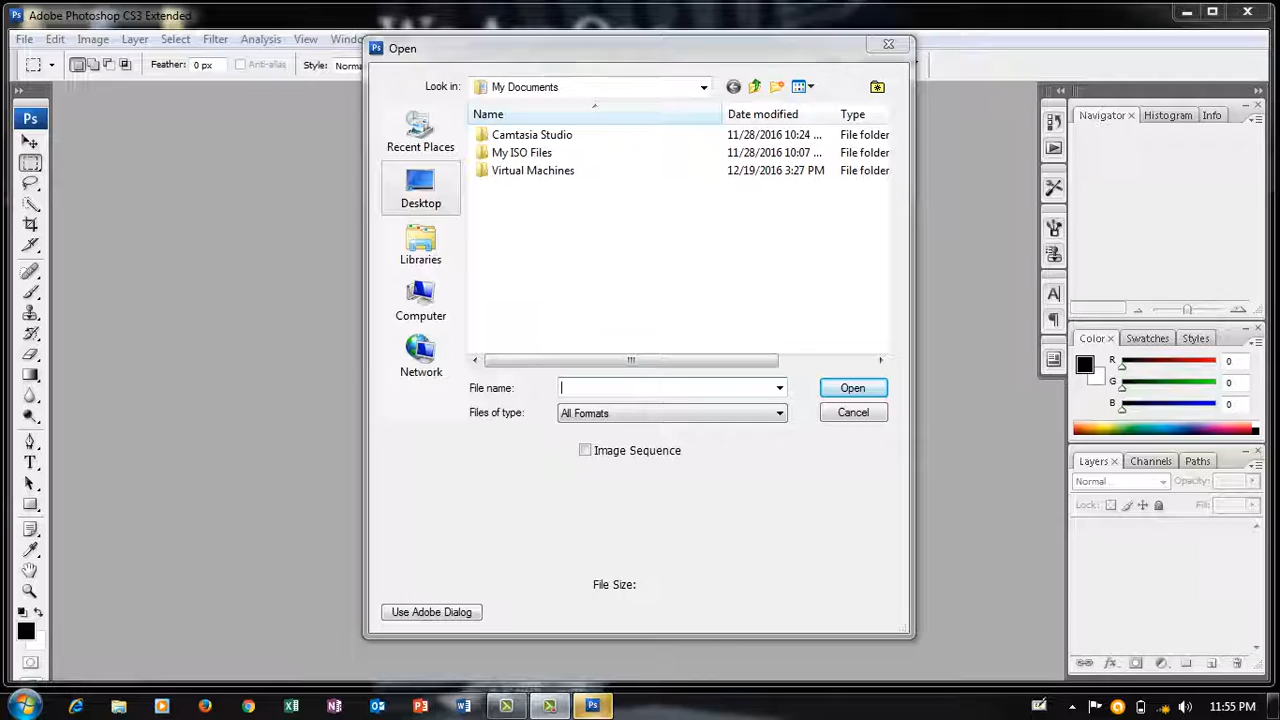 Adobe Photoshop CS3 Extended
File Edit Image Layer Select Filter Analysis View Window
Feather: 0 px Anti-alias Style: Norma
Open
Look in: My Documents
Name Date modified Type
Camtasia Studio 11/28/2016 10:24 ... File folder
My ISO Files 11/28/2016 10:07 ... File folder
Virtual Machines 12/19/2016 3:27 PM File folder
Recent Places
Desktop
Libraries
Computer
Network
File name: Open
Files of type: All Formats Cancel
Image Sequence
File Size:
Use Adobe Dialog
Ps
Navigator Histogram Info
Color Swatches Styles
R 0
G 0
B 0
Layers Channels Paths
Normal Opacity:
Lock: Fill:
11:55 PM